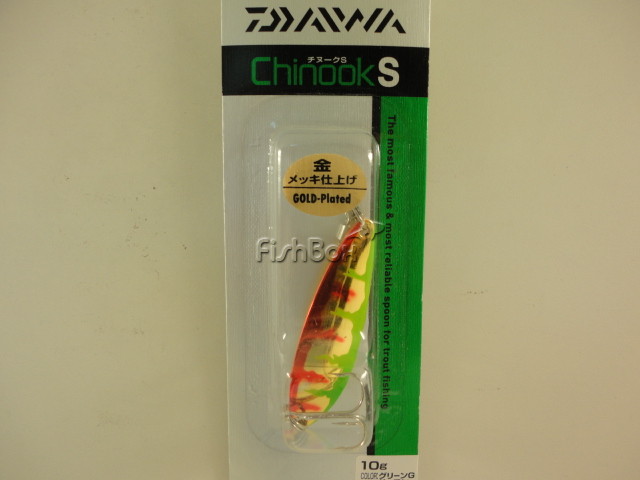 DAIWA
チヌークS
Chinook S
金
メッキ仕上げ
GOLD-Plated
The most famous & most reliable spoon for trout fishing
10g
COLOR: グリーンG